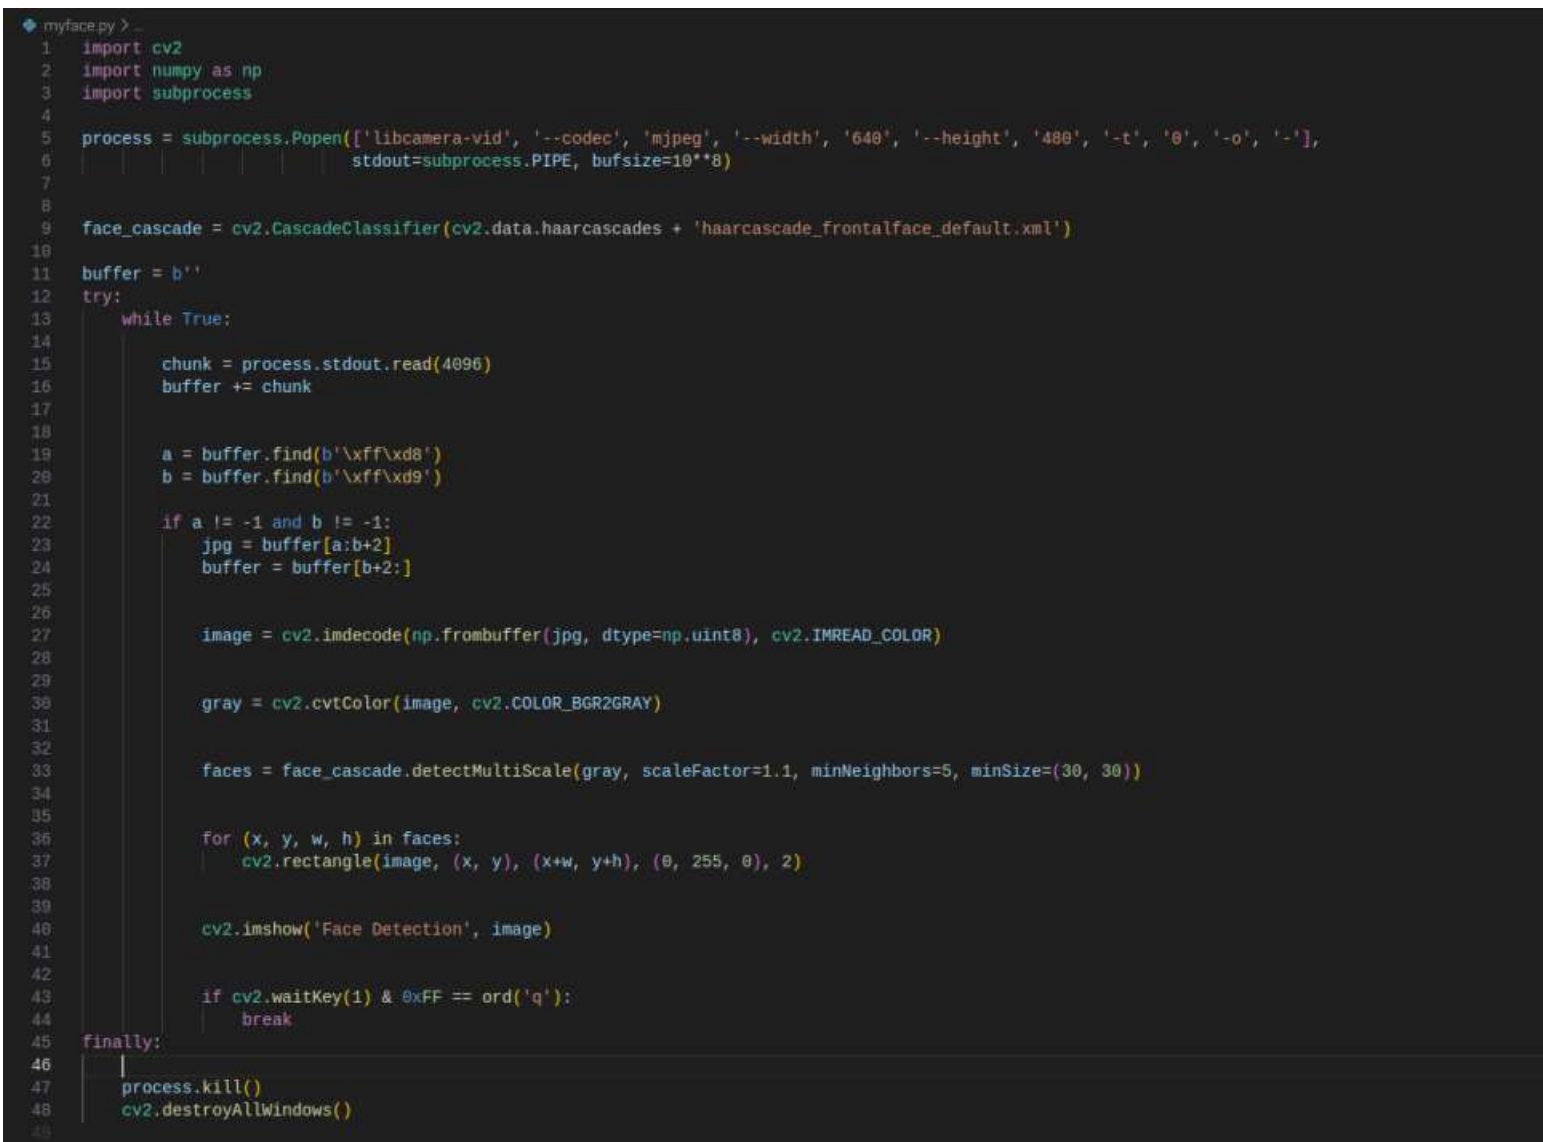 myface.py > ...
1 import cv2
2 import numpy as np
3 import subprocess
4
5 process = subprocess.Popen(['libcamera-vid', '--codec', 'mjpeg', '--width', '640', '--height', '480', '-t', '0', '-o', '-'],
6 stdout=subprocess.PIPE, bufsize=10**8)
7
8
9 face_cascade = cv2.CascadeClassifier(cv2.data.haarcascades + 'haarcascade_frontalface_default.xml')
10
11 buffer = b''
12 try:
13     while True:
14
15         chunk = process.stdout.read(4096)
16         buffer += chunk
17
18
19         a = buffer.find(b'\xff\xd8')
20         b = buffer.find(b'\xff\xd9')
21
22         if a != -1 and b != -1:
23             jpg = buffer[a:b+2]
24             buffer = buffer[b+2:]
25
26
27             image = cv2.imdecode(np.frombuffer(jpg, dtype=np.uint8), cv2.IMREAD_COLOR)
28
29
30             gray = cv2.cvtColor(image, cv2.COLOR_BGR2GRAY)
31
32
33             faces = face_cascade.detectMultiScale(gray, scaleFactor=1.1, minNeighbors=5, minSize=(30, 30))
34
35
36             for (x, y, w, h) in faces:
37                 cv2.rectangle(image, (x, y), (x+w, y+h), (0, 255, 0), 2)
38
39
40             cv2.imshow('Face Detection', image)
41
42
43             if cv2.waitKey(1) & 0xFF == ord('q'):
44                 break
45 finally:
46
47     process.kill()
48     cv2.destroyAllWindows()
49